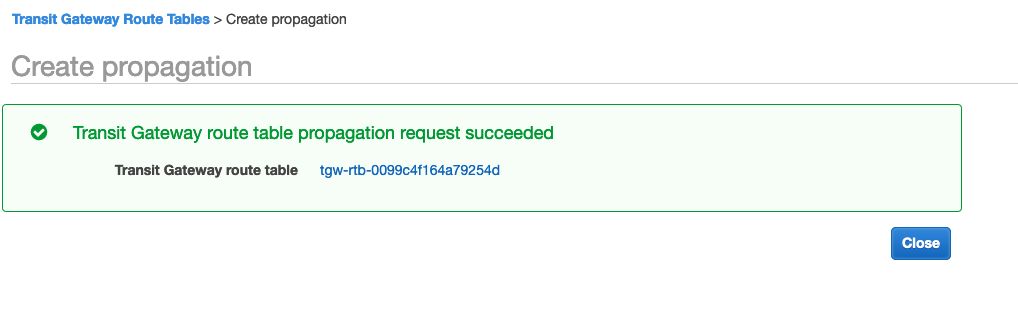 Transit Gateway Route Tables > Create propagation
Create propagation
Transit Gateway route table propagation request succeeded
Transit Gateway route table tgw-rtb-0099c4f164a79254d
Close